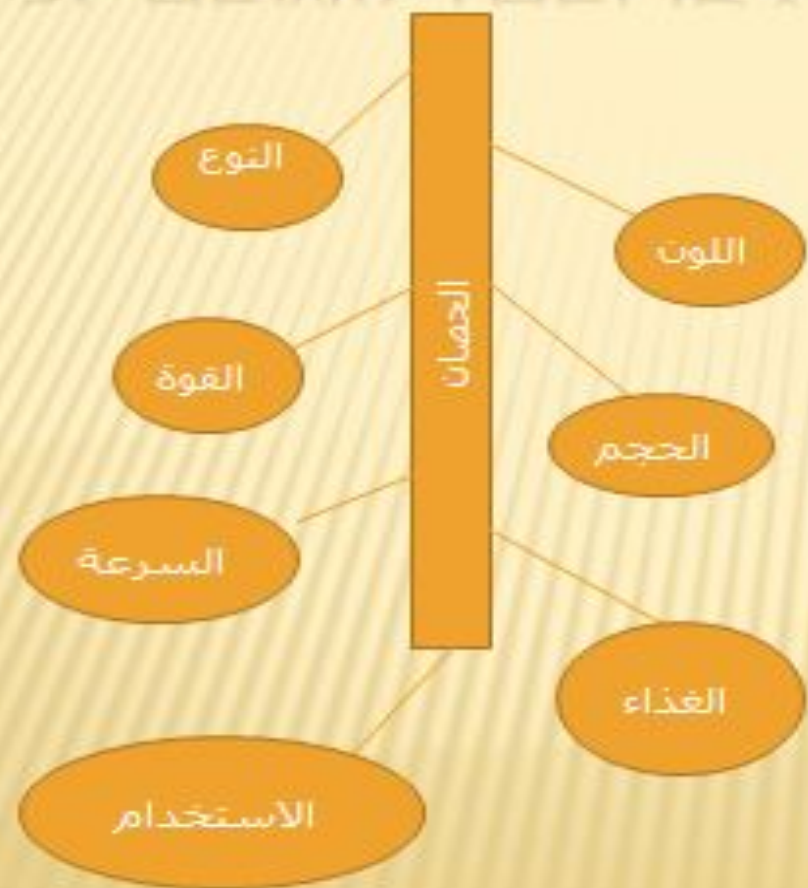 الحصان
النوع
اللون
القوة
الحجم
السرعة
الغذاء
الاستخدام